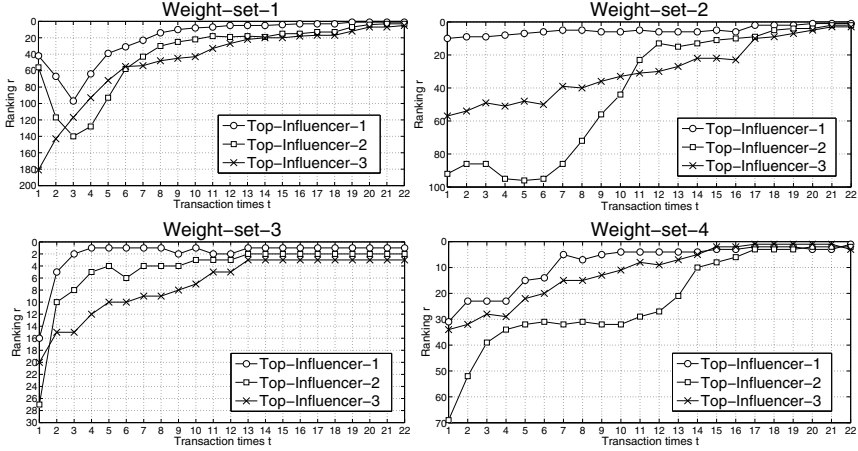 Weight-set-1
Ranking r
0
20
40
60
80
100
120
140
160
180
200
1 2 3 4 5 6 7 8 9 10 11 12 13 14 15 16 17 18 19 20 21 22
Transaction times t
Top-Influencer-1
Top-Influencer-2
Top-Influencer-3
Weight-set-2
Ranking r
0
20
40
60
80
100
1 2 3 4 5 6 7 8 9 10 11 12 13 14 15 16 17 18 19 20 21 22
Transaction times t
Top-Influencer-1
Top-Influencer-2
Top-Influencer-3
Weight-set-3
Ranking r
0
2
4
6
8
10
12
14
16
18
20
22
24
26
28
30
1 2 3 4 5 6 7 8 9 10 11 12 13 14 15 16 17 18 19 20 21 22
Transaction times t
Top-Influencer-1
Top-Influencer-2
Top-Influencer-3
Weight-set-4
Ranking r
0
10
20
30
40
50
60
70
1 2 3 4 5 6 7 8 9 10 11 12 13 14 15 16 17 18 19 20 21 22
Transaction times t
Top-Influencer-1
Top-Influencer-2
Top-Influencer-3